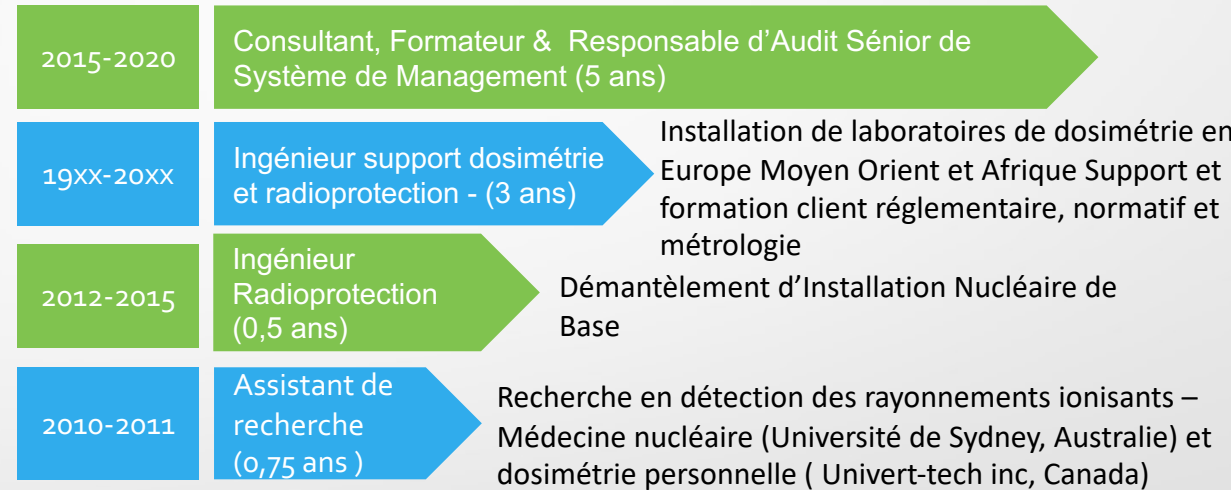 2015-2020
Consultant, Formateur & Responsable d'Audit Sénior de
Système de Management (5 ans)
19xx-20xx
Ingénieur support dosimétrie
et radioprotection - (3 ans)
Installation de laboratoires de dosimétrie en
Europe Moyen Orient et Afrique Support et
formation client réglementaire, normatif et
métrologie
2012-2015
Ingénieur
Radioprotection
(0,5 ans)
Démantèlement d'Installation Nucléaire de
Base
2010-2011
Assistant de
recherche
(0,75 ans )
Recherche en détection des rayonnements ionisants –
Médecine nucléaire (Université de Sydney, Australie) et
dosimétrie personnelle ( Univert-tech inc, Canada)